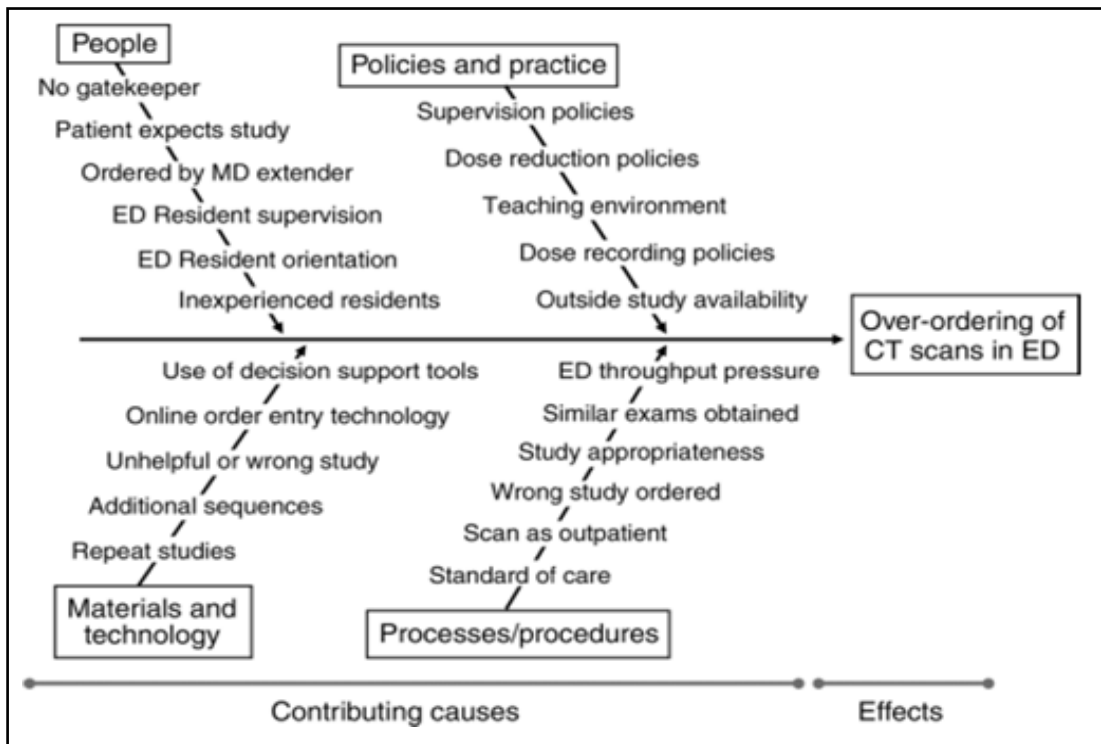 People
No gatekeeper
Patient expects study
Ordered by MD extender
ED Resident supervision
ED Resident orientation
Inexperienced residents
Policies and practice
Supervision policies
Dose reduction policies
Teaching environment
Dose recording policies
Outside study availability
Over-ordering of
CT scans in ED
Use of decision support tools
Online order entry technology
Unhelpful or wrong study
Additional sequences
Repeat studies
Materials and
technology
ED throughput pressure
Similar exams obtained
Study appropriateness
Wrong study ordered
Scan as outpatient
Standard of care
Processes/procedures
Contributing causes
Effects